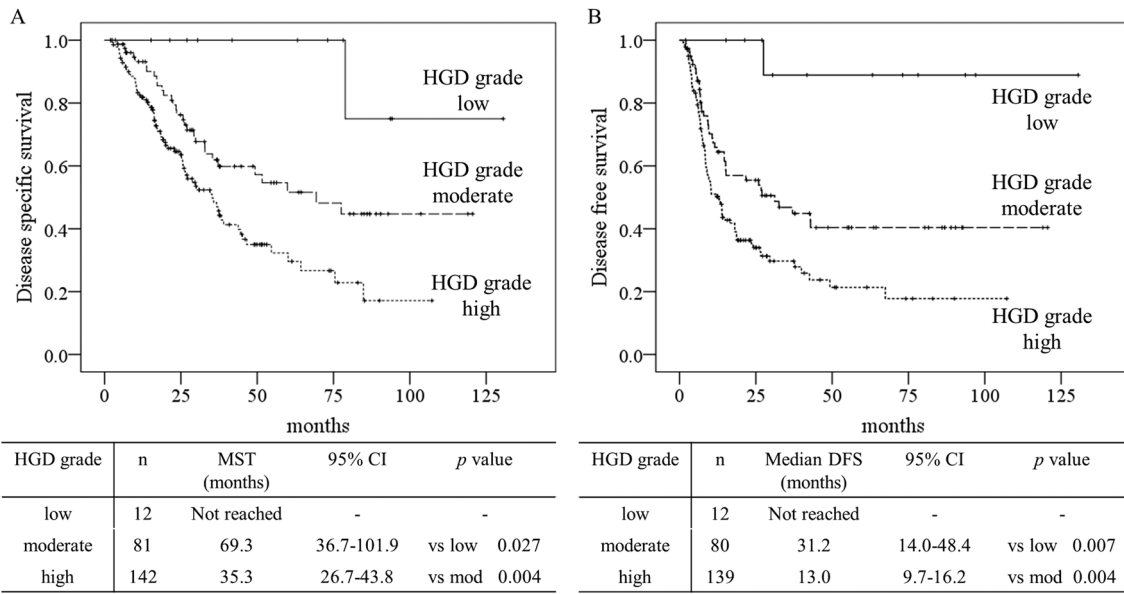 A
Disease specific survival
1.0
0.8
0.6
0.4
0.2
0.0
HGD grade
low
HGD grade
moderate
HGD grade
high
0 25 50 75 100 125
months
HGD grade n MST 95% CI p value
(months)
low 12 Not reached - -
moderate 81 69.3 36.7-101.9 vs low 0.027
high 142 35.3 26.7-43.8 vs mod 0.004
B
Disease free survival
1.0
0.8
0.6
0.4
0.2
0.0
HGD grade
low
HGD grade
moderate
HGD grade
high
0 25 50 75 100 125
months
HGD grade n Median DFS 95% CI p value
(months)
low 12 Not reached - -
moderate 80 31.2 14.0-48.4 vs low 0.007
high 139 13.0 9.7-16.2 vs mod 0.004